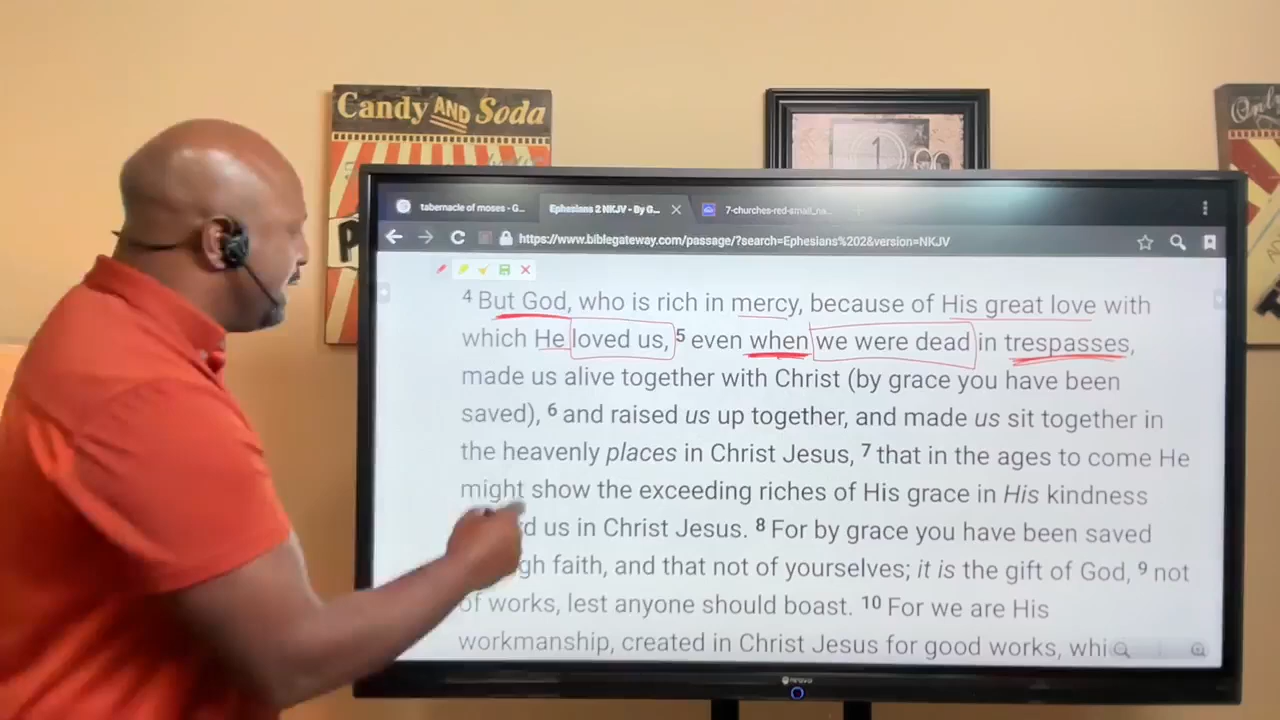 Candy AND Soda
1
Only
tabernacle of moses - G...
Ephesians 2 NKJV - By G...
7-churches-red-small_na...
https://www.biblegateway.com/passage/?search=Ephesians%202&version=NKJV
4 But God, who is rich in mercy, because of His great love with
which He loved us, 5 even when we were dead in trespasses,
made us alive together with Christ (by grace you have been
saved), 6 and raised us up together, and made us sit together in
the heavenly places in Christ Jesus, 7 that in the ages to come He
might show the exceeding riches of His grace in His kindness
us in Christ Jesus. 8 For by grace you have been saved
faith, and that not of yourselves; it is the gift of God, 9 not
of works, lest anyone should boast. 10 For we are His
workmanship, created in Christ Jesus for good works, whi